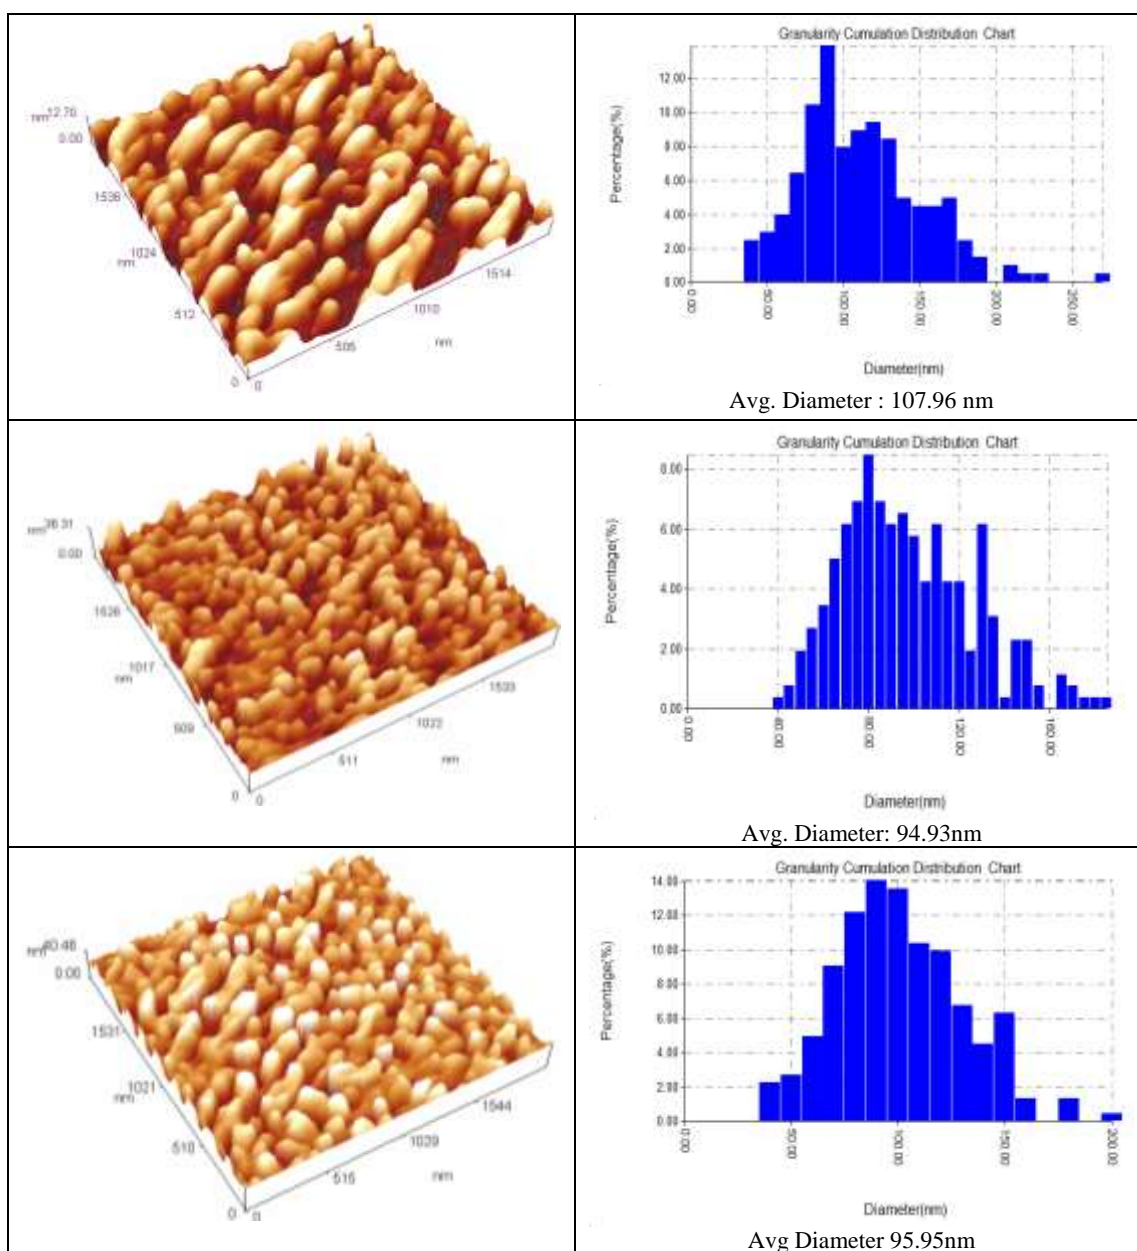 12.70
nm
0.00
1536
1024
nm
512
0
0
505
1010
nm
1514
Granularity Cumulation Distribution Chart
Percentage(%)
12.00
10.00
8.00
6.00
4.00
2.00
0.00
0.00
50.00
100.00
150.00
200.00
250.00
Diameter(nm)
Avg. Diameter : 107.96 nm
nm
0.00
1017
nm
0
0
511
1022
nm
1533
Granularity Cumulation Distribution Chart
Percentage(%)
8.00
6.00
4.00
2.00
0.00
0.00
40.00
80.00
120.00
160.00
Diameter(nm)
Avg. Diameter: 94.93nm
nm
0.00
1531
1021
nm
510
0
0
515
1029
nm
1544
Granularity Cumulation Distribution Chart
Percentage(%)
14.00
12.00
10.00
8.00
6.00
4.00
2.00
0.00
0.00
50.00
100.00
150.00
200.00
Diameter(nm)
Avg Diameter 95.95nm